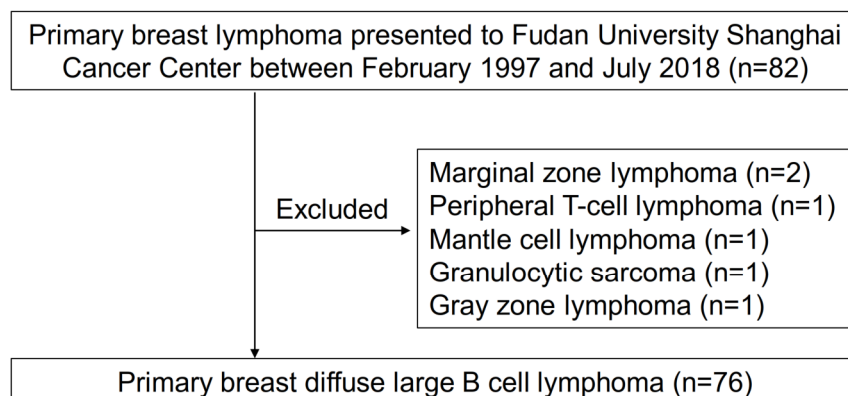 Primary breast lymphoma presented to Fudan University Shanghai
Cancer Center between February 1997 and July 2018 (n=82)
Excluded
Marginal zone lymphoma (n=2)
Peripheral T-cell lymphoma (n=1)
Mantle cell lymphoma (n=1)
Granulocytic sarcoma (n=1)
Gray zone lymphoma (n=1)
Primary breast diffuse large B cell lymphoma (n=76)